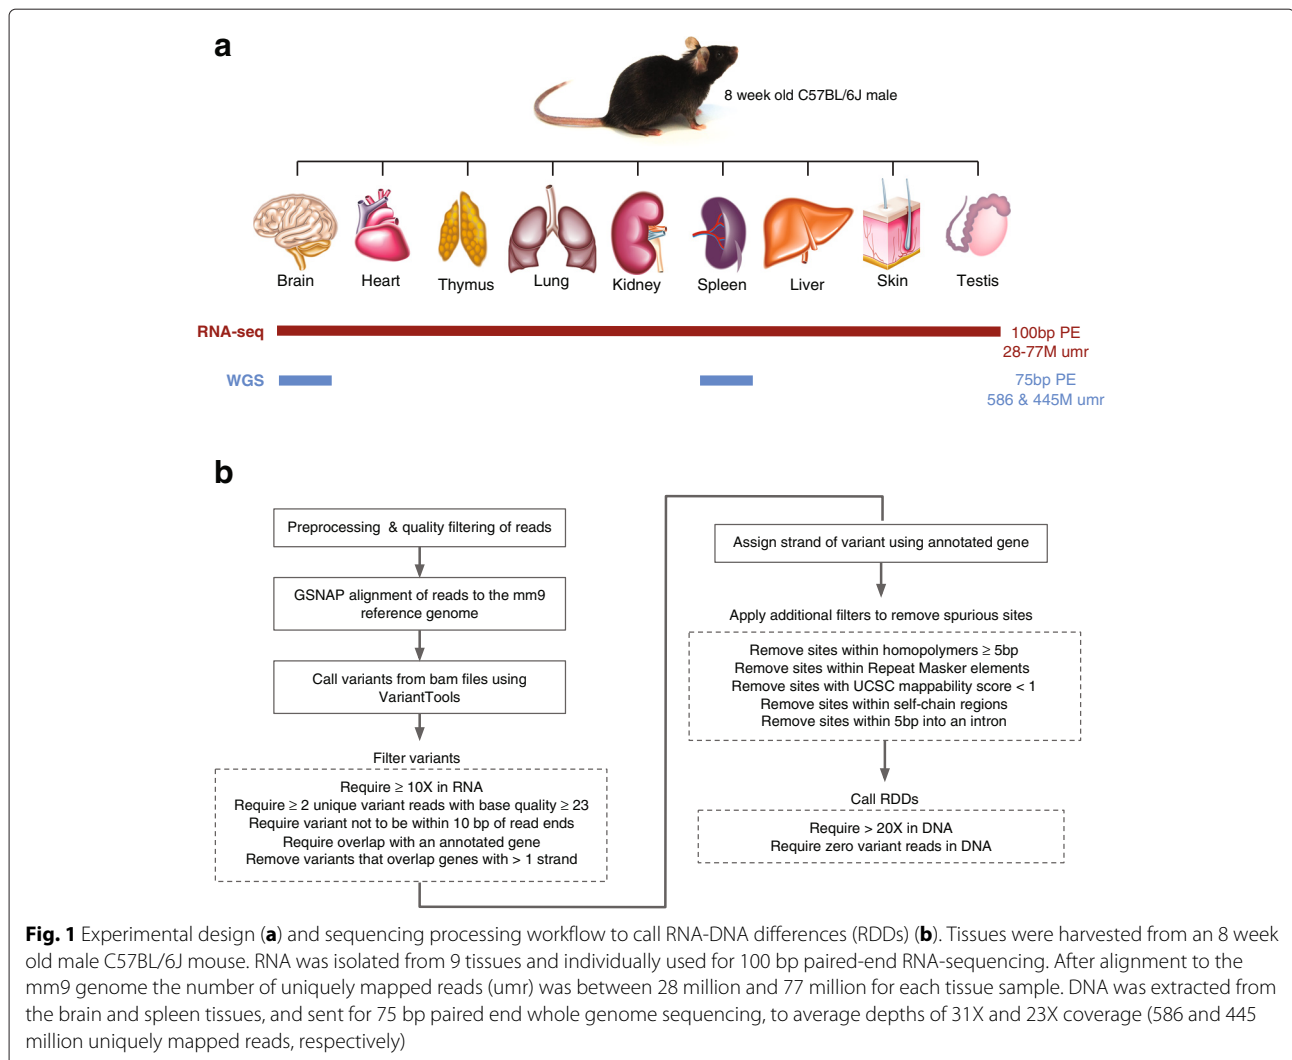 a
8 week old C57BL/6J male
Brain
Heart
Thymus
Lung
Kidney
Spleen
Liver
Skin
Testis
RNA-seq
100bp PE
28-77M umr
WGS
75bp PE
586 & 445M umr
b
Preprocessing & quality filtering of reads
GSNAP alignment of reads to the mm9
reference genome
Call variants from bam files using
VariantTools
Filter variants
Require ≥ 10X in RNA
Require ≥ 2 unique variant reads with base quality ≥ 23
Require variant not to be within 10 bp of read ends
Require overlap with an annotated gene
Remove variants that overlap genes with > 1 strand
Assign strand of variant using annotated gene
Apply additional filters to remove spurious sites
Remove sites within homopolymers ≥ 5bp
Remove sites within Repeat Masker elements
Remove sites with UCSC mappability score < 1
Remove sites within self-chain regions
Remove sites within 5bp into an intron
Call RDDs
Require > 20X in DNA
Require zero variant reads in DNA
Fig. 1 Experimental design (a) and sequencing processing workflow to call RNA-DNA differences (RDDs) (b). Tissues were harvested from an 8 week
old male C57BL/6J mouse. RNA was isolated from 9 tissues and individually used for 100 bp paired-end RNA-sequencing. After alignment to the
mm9 genome the number of uniquely mapped reads (umr) was between 28 million and 77 million for each tissue sample. DNA was extracted from
the brain and spleen tissues, and sent for 75 bp paired end whole genome sequencing, to average depths of 31X and 23X coverage (586 and 445
million uniquely mapped reads, respectively)